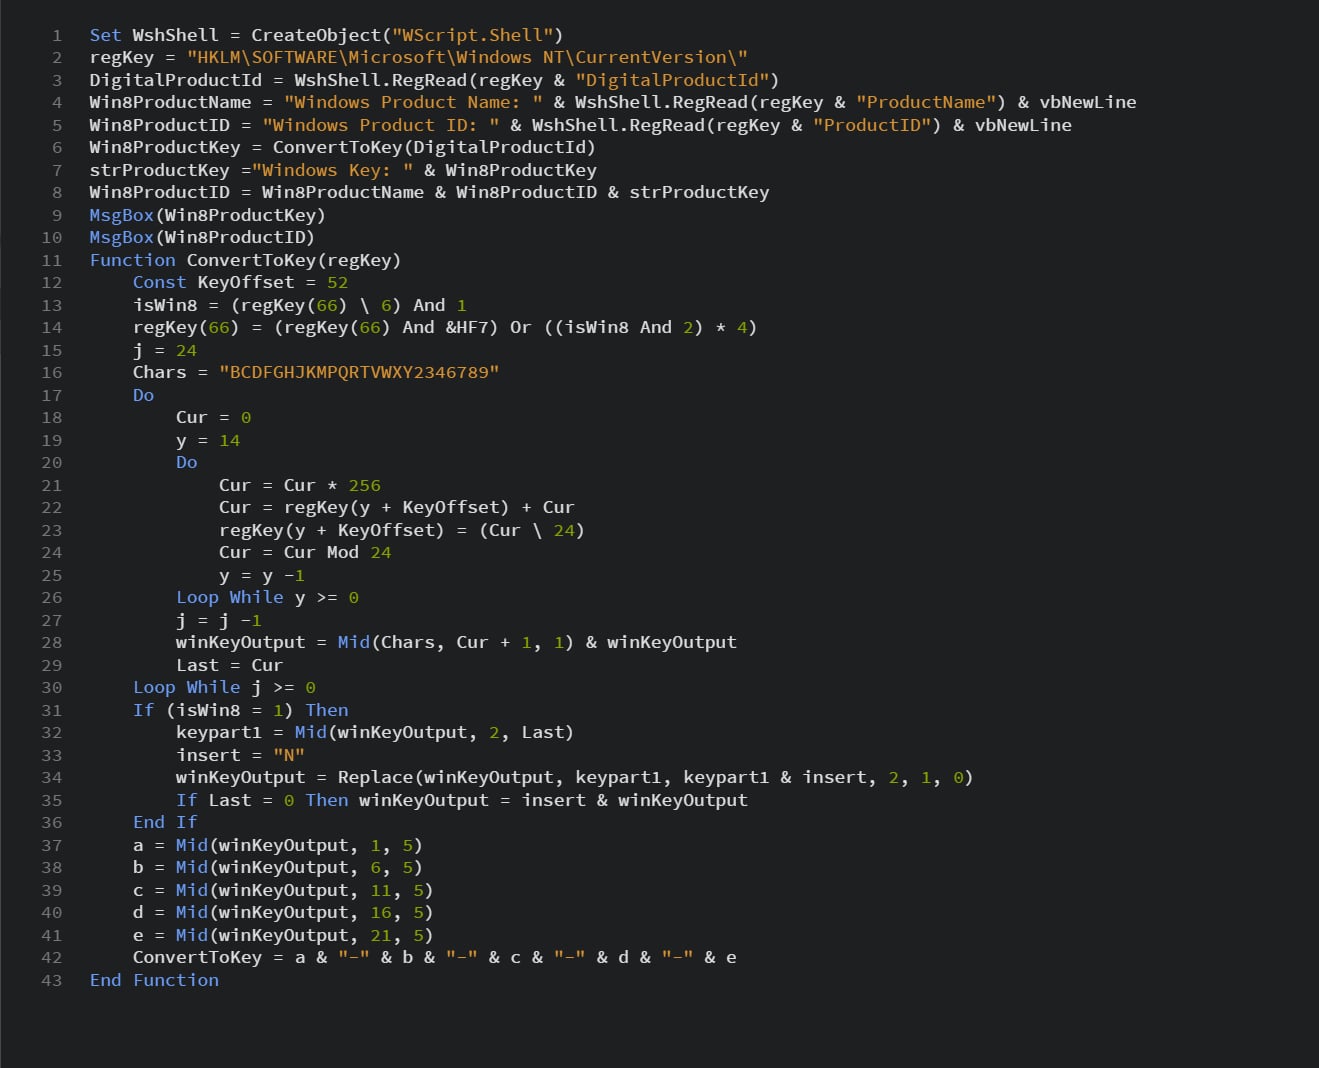 1 Set WshShell = CreateObject("WScript.Shell")
2 regKey = "HKLM\SOFTWARE\Microsoft\Windows NT\CurrentVersion\"
3 DigitalProductId = WshShell.RegRead(regKey & "DigitalProductId")
4 Win8ProductName = "Windows Product Name: " & WshShell.RegRead(regKey & "ProductName") & vbNewLine
5 Win8ProductID = "Windows Product ID: " & WshShell.RegRead(regKey & "ProductID") & vbNewLine
6 Win8ProductKey = ConvertToKey(DigitalProductId)
7 strProductKey ="Windows Key: " & Win8ProductKey
8 Win8ProductID = Win8ProductName & Win8ProductID & strProductKey
9 MsgBox(Win8ProductKey)
10 MsgBox(Win8ProductID)
11 Function ConvertToKey(regKey)
12     Const KeyOffset = 52
13     isWin8 = (regKey(66) \ 6) And 1
14     regKey(66) = (regKey(66) And &HF7) Or ((isWin8 And 2) * 4)
15     j = 24
16     Chars = "BCDFGHJKMPQRTVWXY2346789"
17     Do
18         Cur = 0
19         y = 14
20         Do
21             Cur = Cur * 256
22             Cur = regKey(y + KeyOffset) + Cur
23             regKey(y + KeyOffset) = (Cur \ 24)
24             Cur = Cur Mod 24
25             y = y -1
26         Loop While y >= 0
27         j = j -1
28         winKeyOutput = Mid(Chars, Cur + 1, 1) & winKeyOutput
29         Last = Cur
30     Loop While j >= 0
31     If (isWin8 = 1) Then
32         keypart1 = Mid(winKeyOutput, 2, Last)
33         insert = "N"
34         winKeyOutput = Replace(winKeyOutput, keypart1, keypart1 & insert, 2, 1, 0)
35         If Last = 0 Then winKeyOutput = insert & winKeyOutput
36     End If
37     a = Mid(winKeyOutput, 1, 5)
38     b = Mid(winKeyOutput, 6, 5)
39     c = Mid(winKeyOutput, 11, 5)
40     d = Mid(winKeyOutput, 16, 5)
41     e = Mid(winKeyOutput, 21, 5)
42     ConvertToKey = a & "-" & b & "-" & c & "-" & d & "-" & e
43 End Function